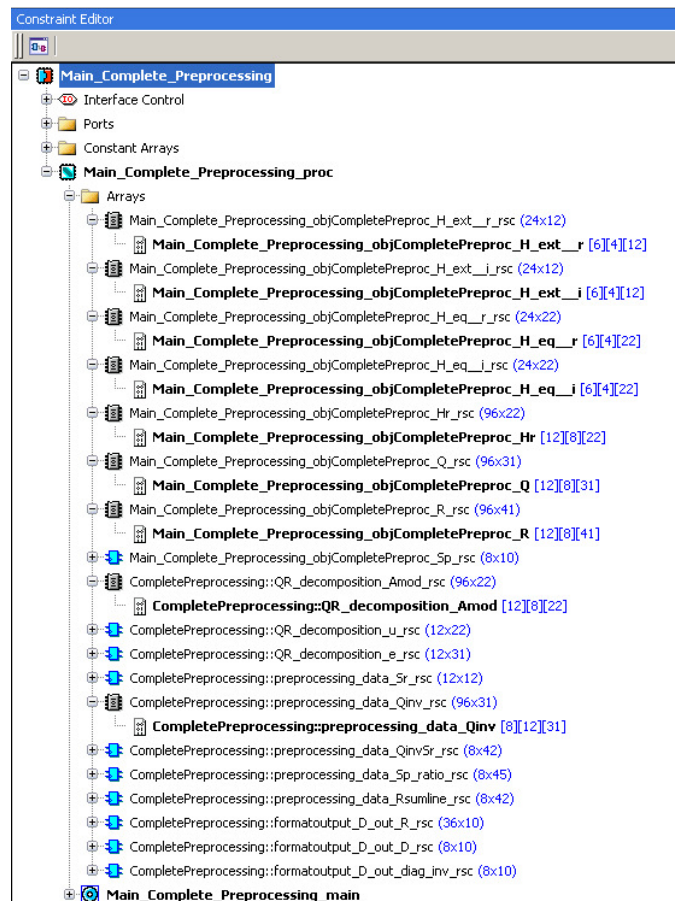 Constraint Editor
Main_Complete_Preprocessing
Interface Control
Ports
Constant Arrays
Main_Complete_Preprocessing_proc
Arrays
Main_Complete_Preprocessing_objCompletePreproc_H_ext__r_rsc (24x12)
Main_Complete_Preprocessing_objCompletePreproc_H_ext__r [6][4][12]
Main_Complete_Preprocessing_objCompletePreproc_H_ext__i_rsc (24x12)
Main_Complete_Preprocessing_objCompletePreproc_H_ext__i [6][4][12]
Main_Complete_Preprocessing_objCompletePreproc_H_eq__r_rsc (24x22)
Main_Complete_Preprocessing_objCompletePreproc_H_eq__r [6][4][22]
Main_Complete_Preprocessing_objCompletePreproc_H_eq__i_rsc (24x22)
Main_Complete_Preprocessing_objCompletePreproc_H_eq__i [6][4][22]
Main_Complete_Preprocessing_objCompletePreproc_Hr_rsc (96x22)
Main_Complete_Preprocessing_objCompletePreproc_Hr [12][8][22]
Main_Complete_Preprocessing_objCompletePreproc_Q_rsc (96x31)
Main_Complete_Preprocessing_objCompletePreproc_Q [12][8][31]
Main_Complete_Preprocessing_objCompletePreproc_R_rsc (96x41)
Main_Complete_Preprocessing_objCompletePreproc_R [12][8][41]
Main_Complete_Preprocessing_objCompletePreproc_Sp_rsc (8x10)
CompletePreprocessing::QR_decomposition_Amod_rsc (96x22)
CompletePreprocessing::QR_decomposition_Amod [12][8][22]
CompletePreprocessing::QR_decomposition_u_rsc (12x22)
CompletePreprocessing::QR_decomposition_e_rsc (12x31)
CompletePreprocessing::preprocessing_data_Sr_rsc (12x12)
CompletePreprocessing::preprocessing_data_Qinv_rsc (96x31)
CompletePreprocessing::preprocessing_data_Qinv [8][12][31]
CompletePreprocessing::preprocessing_data_QinvSr_rsc (8x42)
CompletePreprocessing::preprocessing_data_Sp_ratio_rsc (8x45)
CompletePreprocessing::preprocessing_data_Rsumline_rsc (8x42)
CompletePreprocessing::formatoutput_D_out_R_rsc (36x10)
CompletePreprocessing::formatoutput_D_out_D_rsc (8x10)
CompletePreprocessing::formatoutput_D_out_diag_inv_rsc (8x10)
Main_Complete_Preprocessing_main